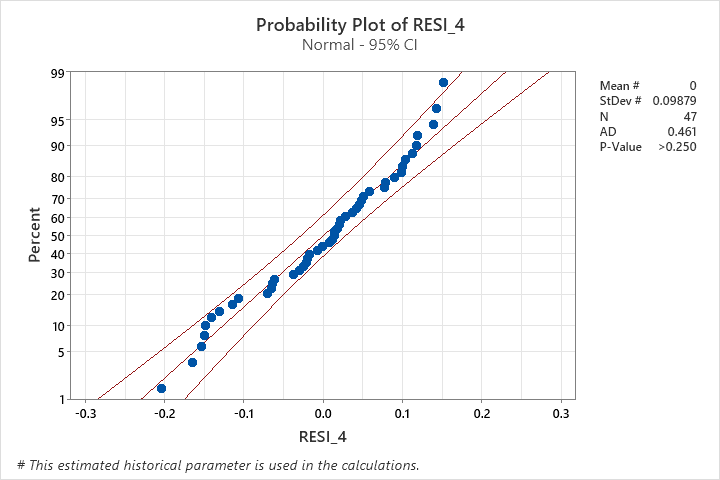 Probability Plot of RESI_4
Normal - 95% CI
Mean # 0
StDev # 0.09879
N 47
AD 0.461
P-Value >0.250
Percent
99
95
90
80
70
60
50
40
30
20
10
5
1
-0.3 -0.2 -0.1 0.0 0.1 0.2 0.3
RESI_4
# This estimated historical parameter is used in the calculations.